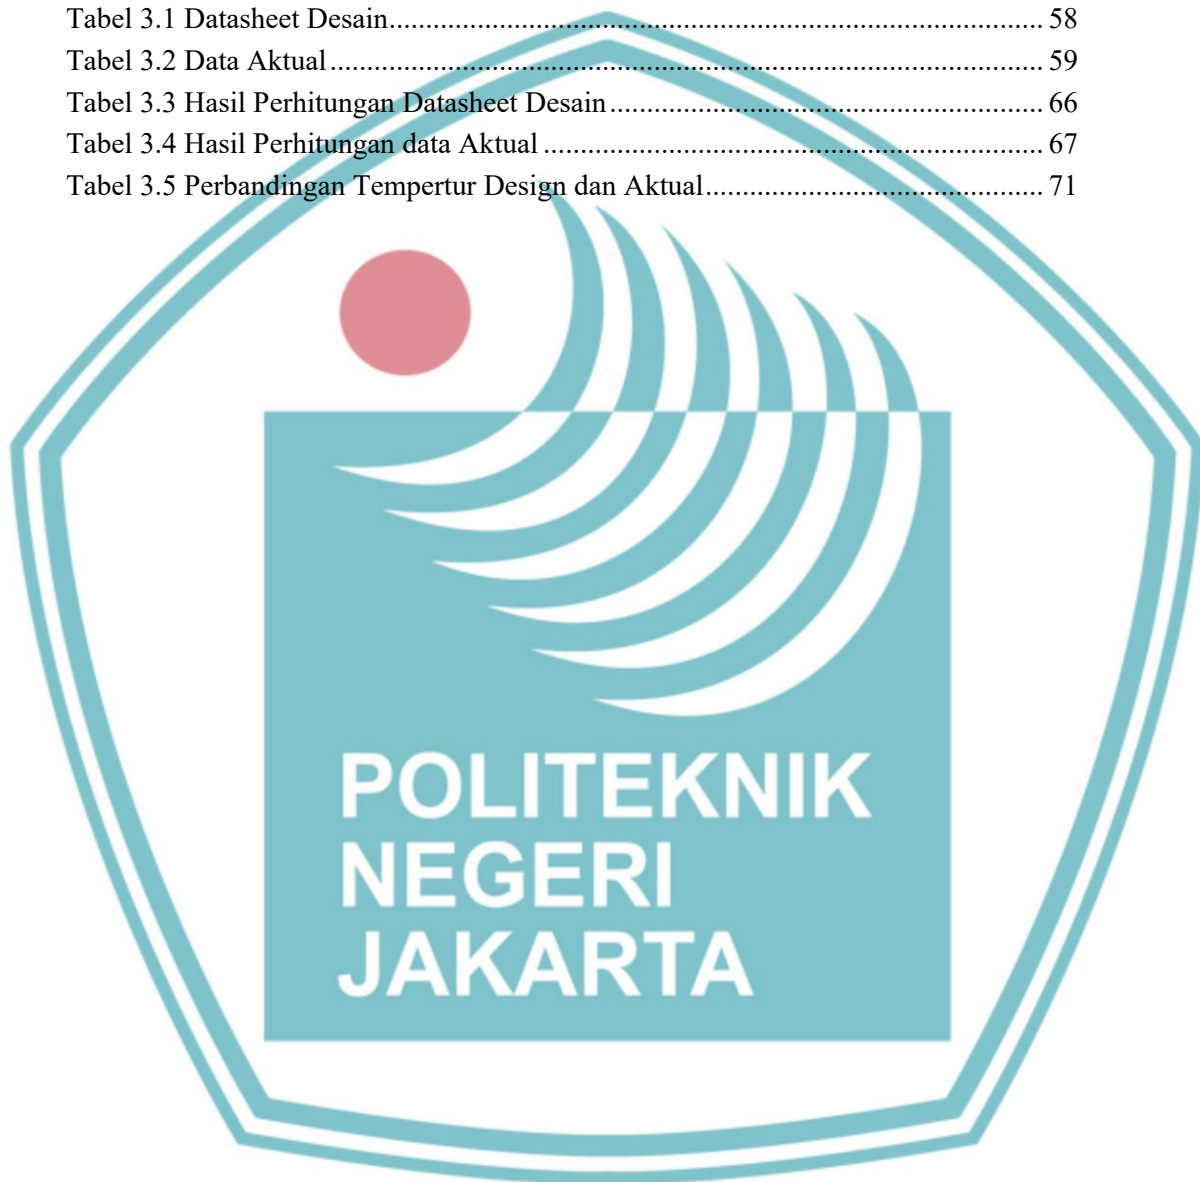 Tabel 3.1 Datasheet Desain.......................................................................................... 58
Tabel 3.2 Data Aktual.................................................................................................. 59
Tabel 3.3 Hasil Perhitungan Datasheet Desain............................................................ 66
Tabel 3.4 Hasil Perhitungan data Aktual..................................................................... 67
Tabel 3.5 Perbandingan Tempertur Design dan Aktual............................................... 71
POLITEKNIK
NEGERI
JAKARTA